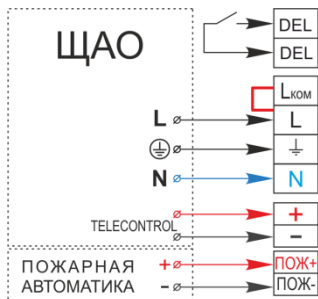 ЩАО
DEL
DEL
Lком
L L
⏚
N N
TELECONTROL + −
ПОЖАРНАЯ + ПОЖ+
АВТОМАТИКА − ПОЖ-